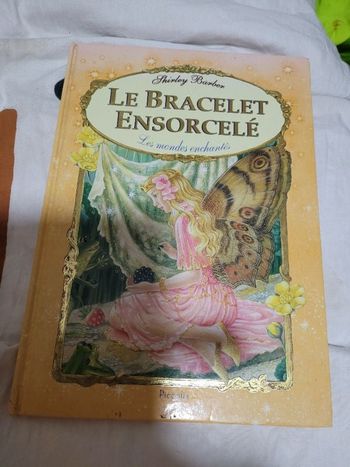 Shirley Barber
LE BRACELET
ENSORCELÉ
Les mondes enchantés